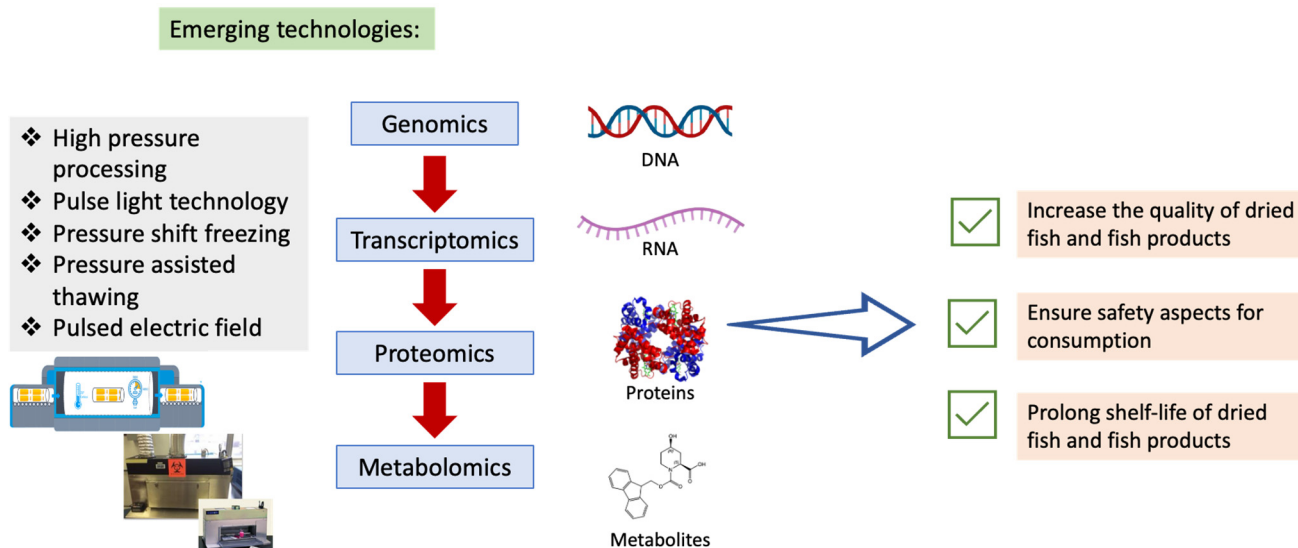 Emerging technologies:
❖ High pressure
processing
❖ Pulse light technology
❖ Pressure shift freezing
❖ Pressure assisted
thawing
❖ Pulsed electric field
Genomics
Transcriptomics
Proteomics
Metabolomics
DNA
RNA
Proteins
OH
OH
N
O
O
O
Metabolites
Increase the quality of dried
fish and fish products
Ensure safety aspects for
consumption
Prolong shelf-life of dried
fish and fish products